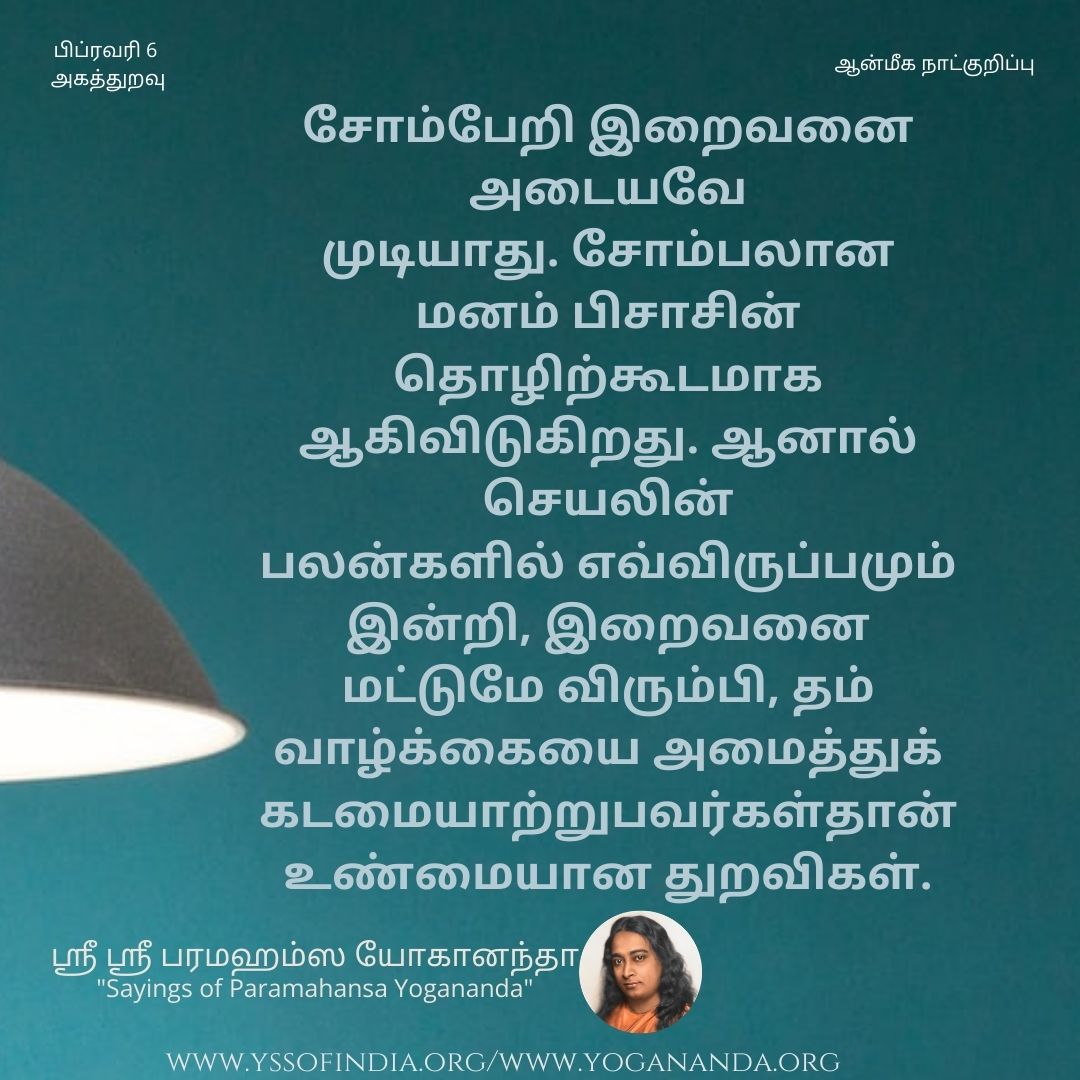 பிப்ரவரி 6
அகத்துறவு
ஆன்மீக நாட்குறிப்பு
சோம்பேறி இறைவனை
அடையவே
முடியாது. சோம்பலான
மனம் பிசாசின்
தொழிற்கூடமாக
ஆகிவிடுகிறது. ஆனால்
செயலின்
பலன்களில் எவ்விருப்பமும்
இன்றி, இறைவனை
மட்டுமே விரும்பி, தம்
வாழ்க்கையை அமைத்துக்
கடமையாற்றுபவர்கள்தான்
உண்மையான துறவிகள்.
ஸ்ரீ ஸ்ரீ பரமஹம்ஸ யோகானந்தா
"Sayings of Paramahansa Yogananda"
WWW.YSSOFINDIA.ORG/WWW.YOGANANDA.ORG